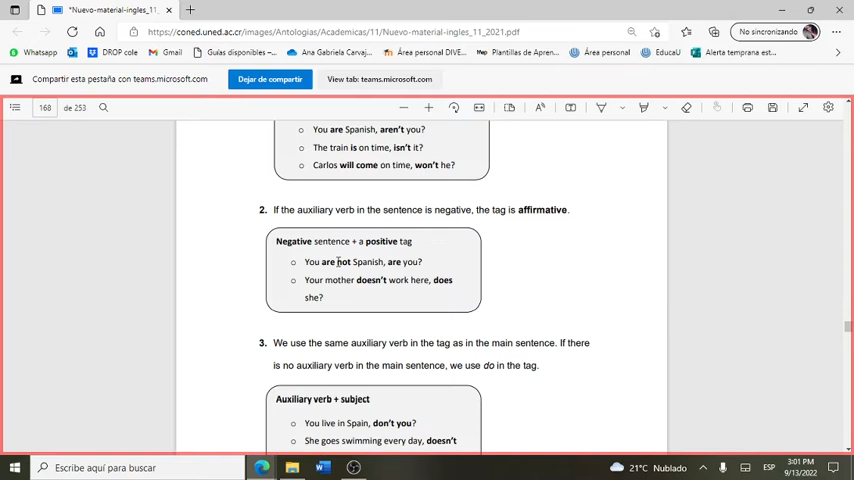 *Nuevo-material-ingles_11_2021
https://coned.uned.ac.cr/images/Antologias/Academicas/11/Nuevo-material-ingles_11_2021.pdf
No sincronizando
Whatsapp
DROP cole
Gmail
Guías disponibles –...
Ana Gabriela Carvaj...
Área personal DIVE...
Plantillas de Apren...
Área personal
EducaU
Alerta temprana est...
Compartir esta pestaña con teams.microsoft.com
Dejar de compartir
View tab: teams.microsoft.com
168 de 253
o You are Spanish, aren't you?
o The train is on time, isn't it?
o Carlos will come on time, won't he?
2. If the auxiliary verb in the sentence is negative, the tag is affirmative.
Negative sentence + a positive tag
o You are not Spanish, are you?
o Your mother doesn't work here, does
she?
3. We use the same auxiliary verb in the tag as in the main sentence. If there
is no auxiliary verb in the main sentence, we use do in the tag.
Auxiliary verb + subject
o You live in Spain, don't you?
o She goes swimming every day, doesn't
Escribe aquí para buscar
21°C Nublado
ESP
3:01 PM
9/13/2022